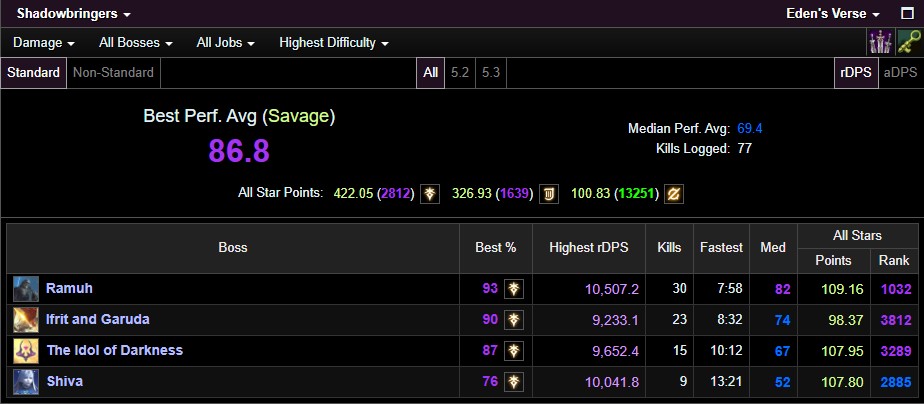 Shadowbringers Eden's Verse
Damage All Bosses All Jobs Highest Difficulty
Standard Non-Standard All 5.2 5.3 rDPS aDPS
Best Perf. Avg (Savage)
86.8
Median Perf. Avg: 69.4
Kills Logged: 77
All Star Points: 422.05 (2812) 326.93 (1639) 100.83 (13251)
Boss Best % Highest rDPS Kills Fastest Med All Stars
Points Rank
Ramuh 93 10,507.2 30 7:58 82 109.16 1032
Ifrit and Garuda 90 9,233.1 23 8:32 74 98.37 3812
The Idol of Darkness 87 9,652.4 15 10:12 67 107.95 3289
Shiva 76 10,041.8 9 13:21 52 107.80 2885